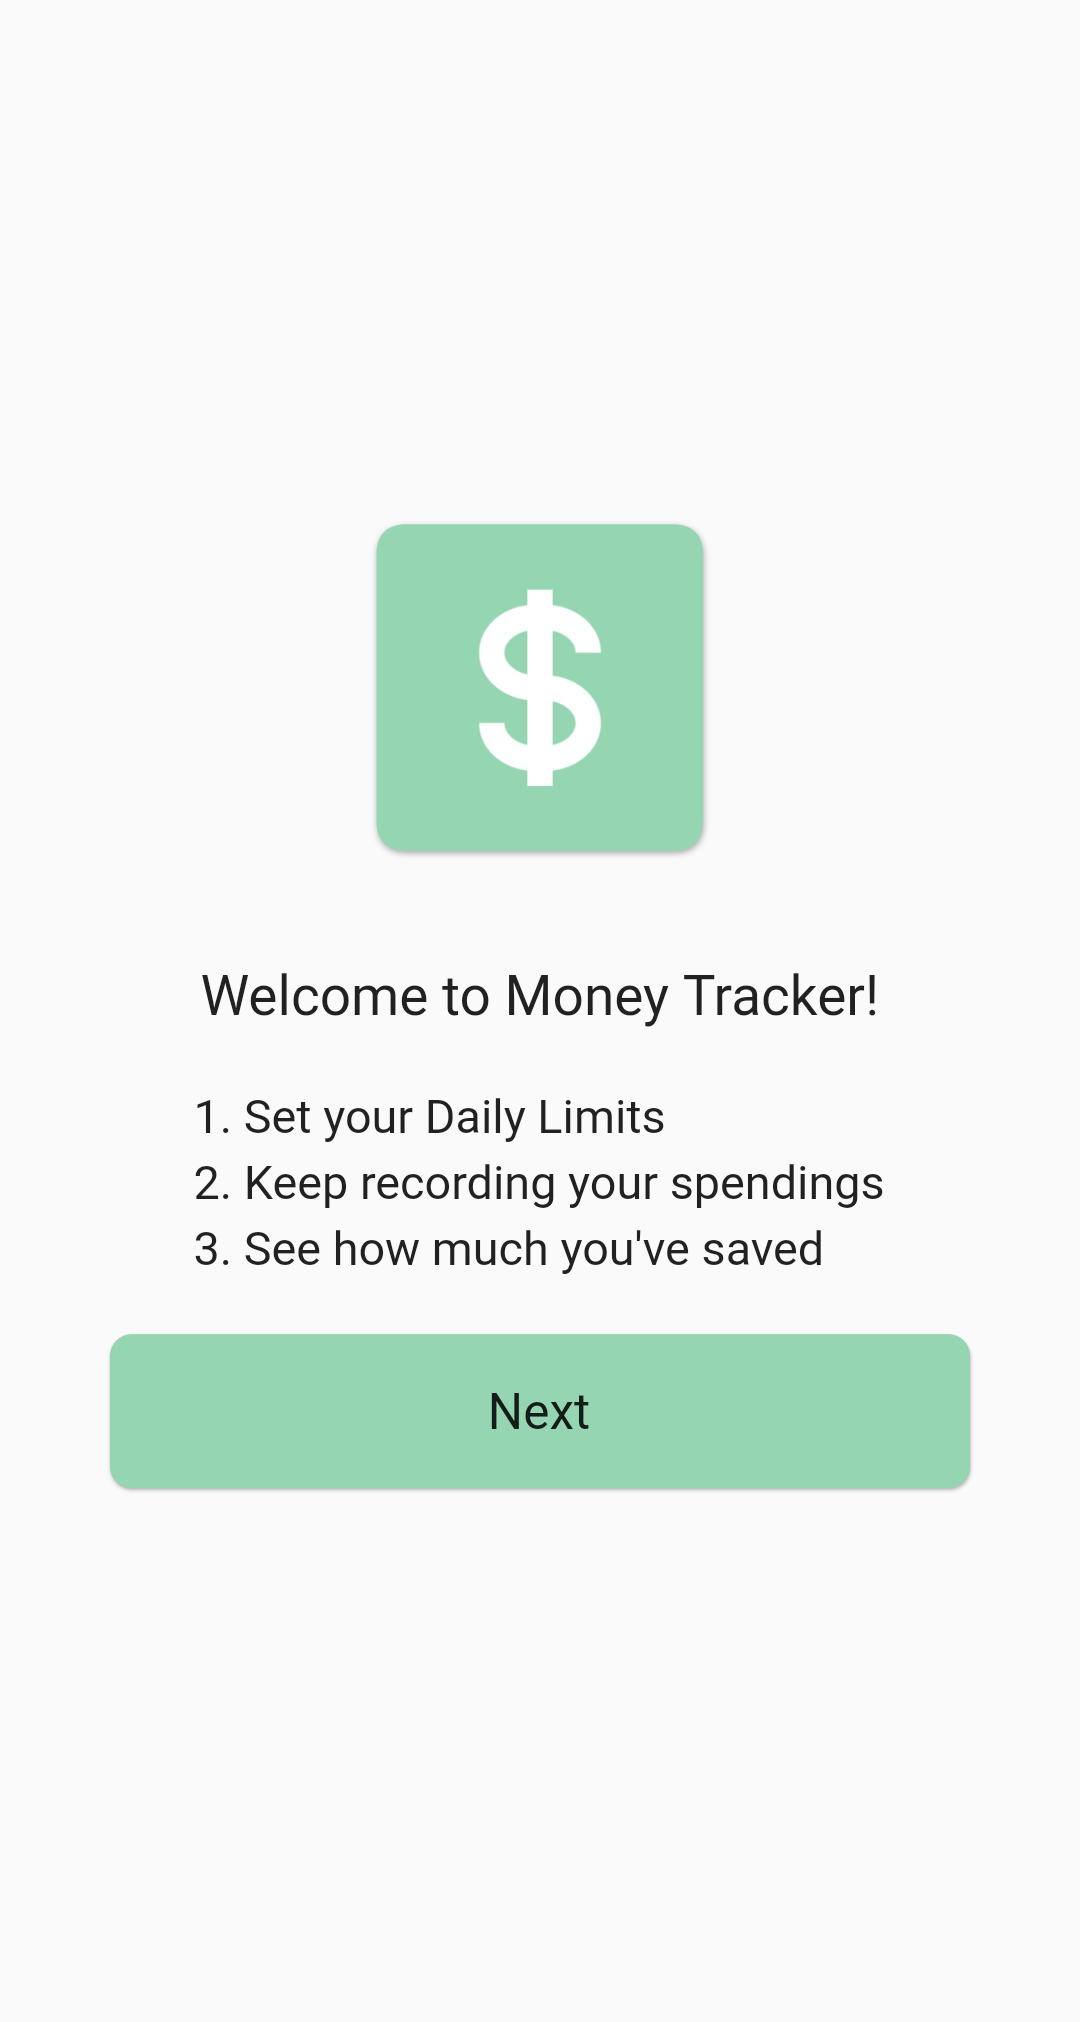 $
Welcome to Money Tracker!
1. Set your Daily Limits
2. Keep recording your spendings
3. See how much you've saved
Next